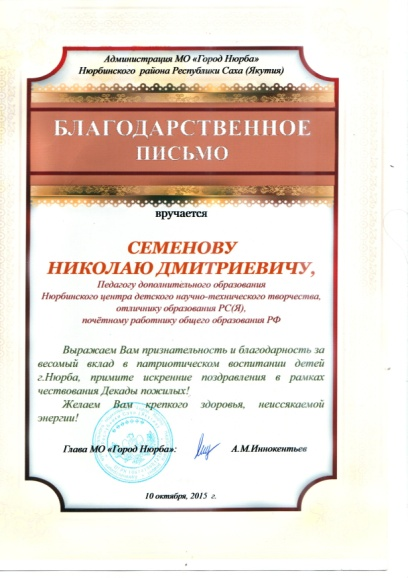 Администрация МО «Город Нюрба»
Нюрбинского района Республики Саха (Якутия)
БЛАГОДАРСТВЕННОЕ
ПИСЬМО
вручается
СЕМЕНОВУ
НИКОЛАЮ ДМИТРИЕВИЧУ,
Педагогу дополнительного образования
Нюрбинского центра детского научно-технического творчества,
отличнику образования РС(Я),
почётному работнику общего образования РФ
Выражаем Вам признательность и благодарность за
весомый вклад в патриотическом воспитании детей
г.Нюрба, примите искренние поздравления в рамках
чествования Декады пожилых!
Желаем Вам крепкого здоровья, неиссякаемой
энергии!
Глава МО «Город Нюрба»: А.М.Иннокентьев
10 октября, 2015 г.